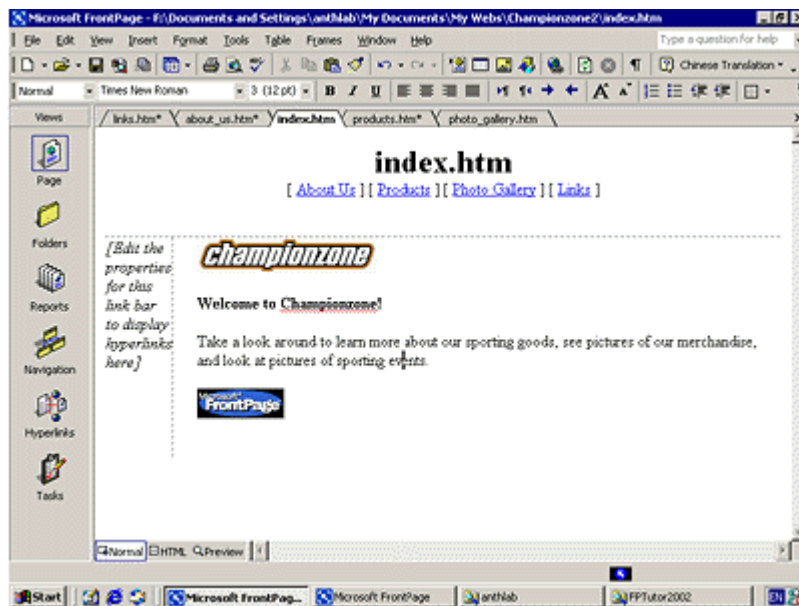 Microsoft FrontPage - F:\Documents and Settings\anthlab\My Documents\My Webs\Championzone2\index.htm
File Edit View Insert Format Tools Table Frames Window Help Type a question for help
Chinese Translation
Normal Times New Roman 3 (12 pt) B I U
Views links.htm* about_us.htm* index.htm products.htm* photo_gallery.htm
Page
Folders
Reports
Navigation
Hyperlinks
Tasks
index.htm
[ About Us ] [ Products ] [ Photo Gallery ] [ Links ]
[Edit the
properties
for this
link bar
to display
hyperlinks
here]
championzone
Welcome to Championzone!
Take a look around to learn more about our sporting goods, see pictures of our merchandise,
and look at pictures of sporting events.
Microsoft
FrontPage
Normal HTML Preview
Start Microsoft FrontPag... Microsoft FrontPage anthlab FPTutor2002 EN